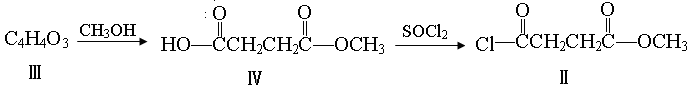 O O O O
C₄H₄O₃ CH₃OH HO—CCH₂CH₂C—OCH₃ SOCl₂ Cl—CCH₂CH₂C—OCH₃
Ⅲ Ⅳ Ⅱ